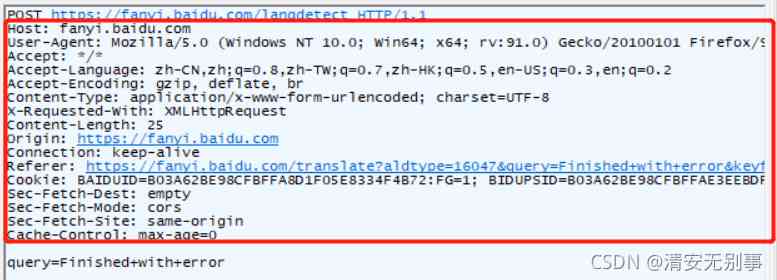 POST https://fanyi.baidu.com/langdetect HTTP/1.1
Host: fanyi.baidu.com
User-Agent: Mozilla/5.0 (Windows NT 10.0; Win64; x64; rv:91.0) Gecko/20100101 Firefox/9
Accept: */*
Accept-Language: zh-CN,zh;q=0.8,zh-TW;q=0.7,zh-HK;q=0.5,en-US;q=0.3,en;q=0.2
Accept-Encoding: gzip, deflate, br
Content-Type: application/x-www-form-urlencoded; charset=UTF-8
X-Requested-With: XMLHttpRequest
Content-Length: 25
Origin: https://fanyi.baidu.com
Connection: keep-alive
Referer: https://fanyi.baidu.com/translate?aldtype=16047&query=Finished+with+error&keyf
Cookie: BAIDUID=B03A62BE98CFBFFA8D1F05E8334F4B72:FG=1; BIDUPSID=B03A62BE98CFBFFAE3EEBDF
Sec-Fetch-Dest: empty
Sec-Fetch-Mode: cors
Sec-Fetch-Site: same-origin
Cache-Control: max-age=0
query=Finished+with+error
CSDN @清安无别事